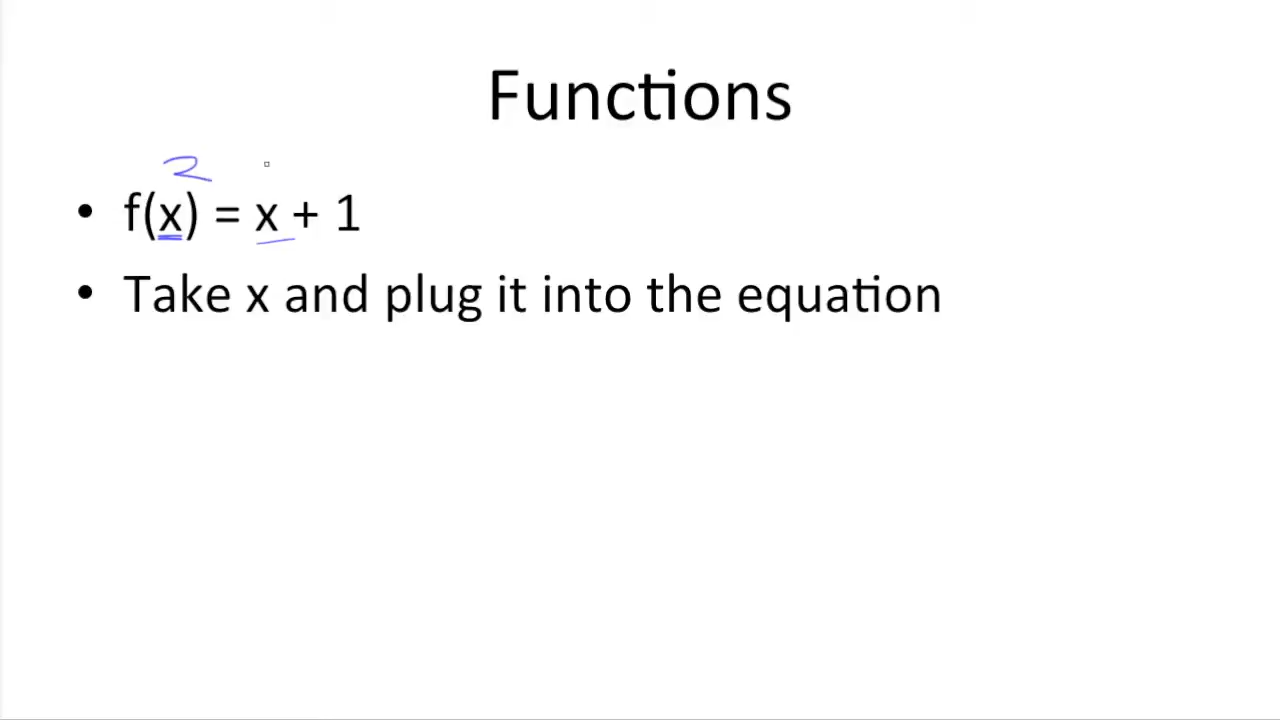 Functions
2
• f(x) = x + 1
• Take x and plug it into the equation